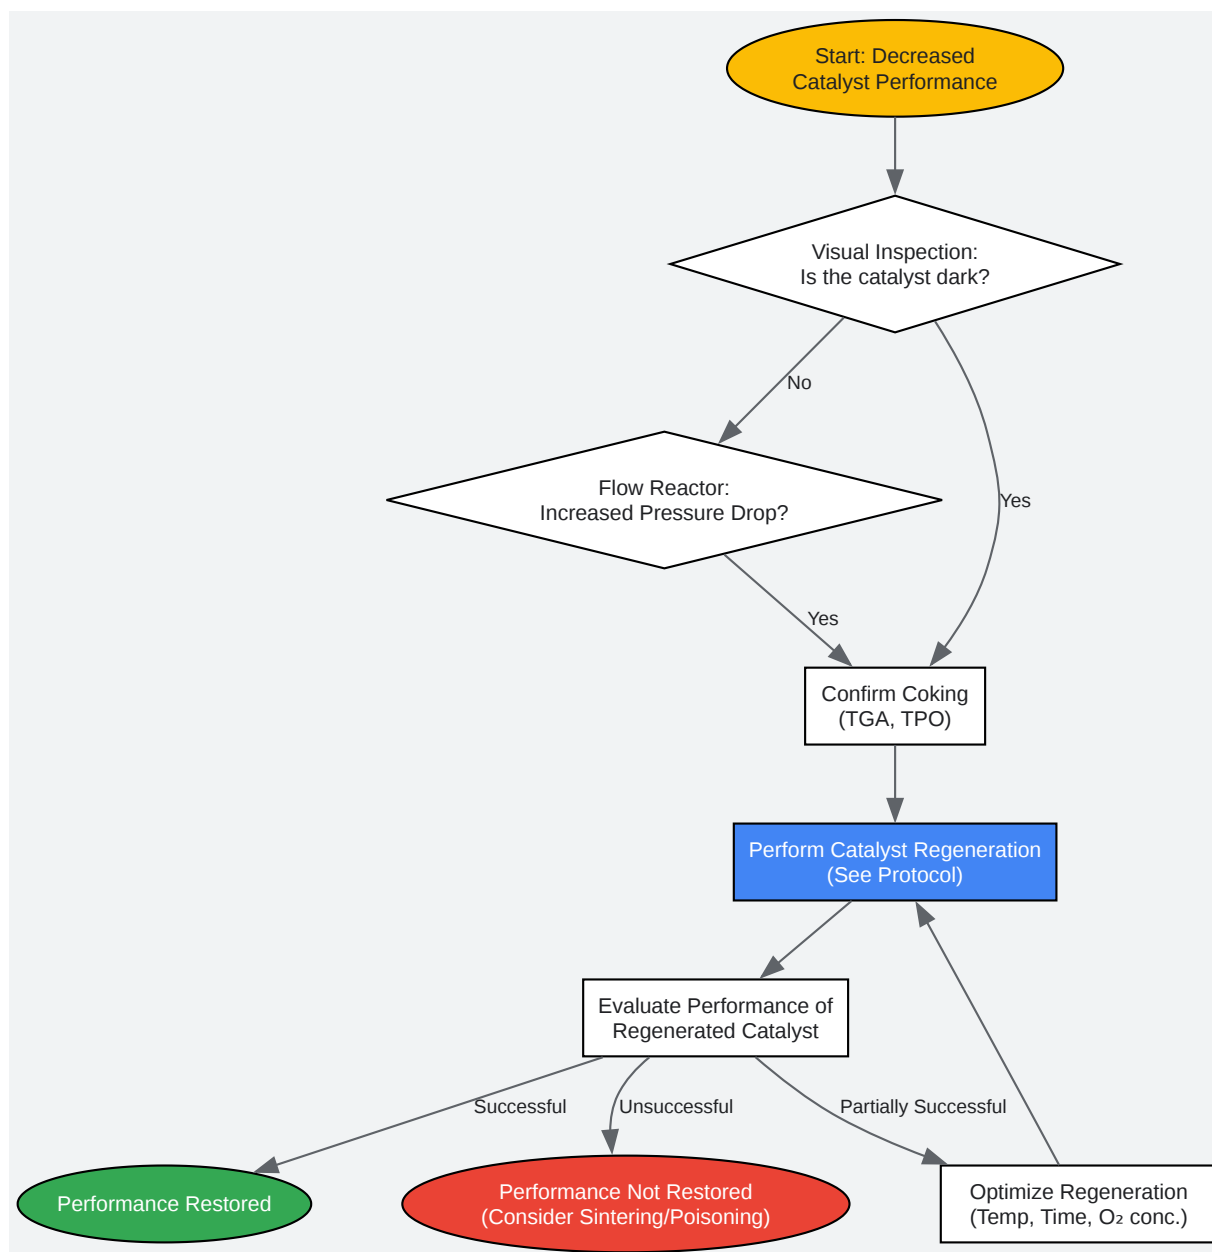 Start: Decreased
Catalyst Performance
Visual Inspection:
Is the catalyst dark?
No
Flow Reactor:
Increased Pressure Drop?
Yes
Yes
Confirm Coking
(TGA, TPO)
Perform Catalyst Regeneration
(See Protocol)
Evaluate Performance of
Regenerated Catalyst
Successful
Unsuccessful
Partially Successful
Performance Restored
Performance Not Restored
(Consider Sintering/Poisoning)
Optimize Regeneration
(Temp, Time, O₂ conc.)